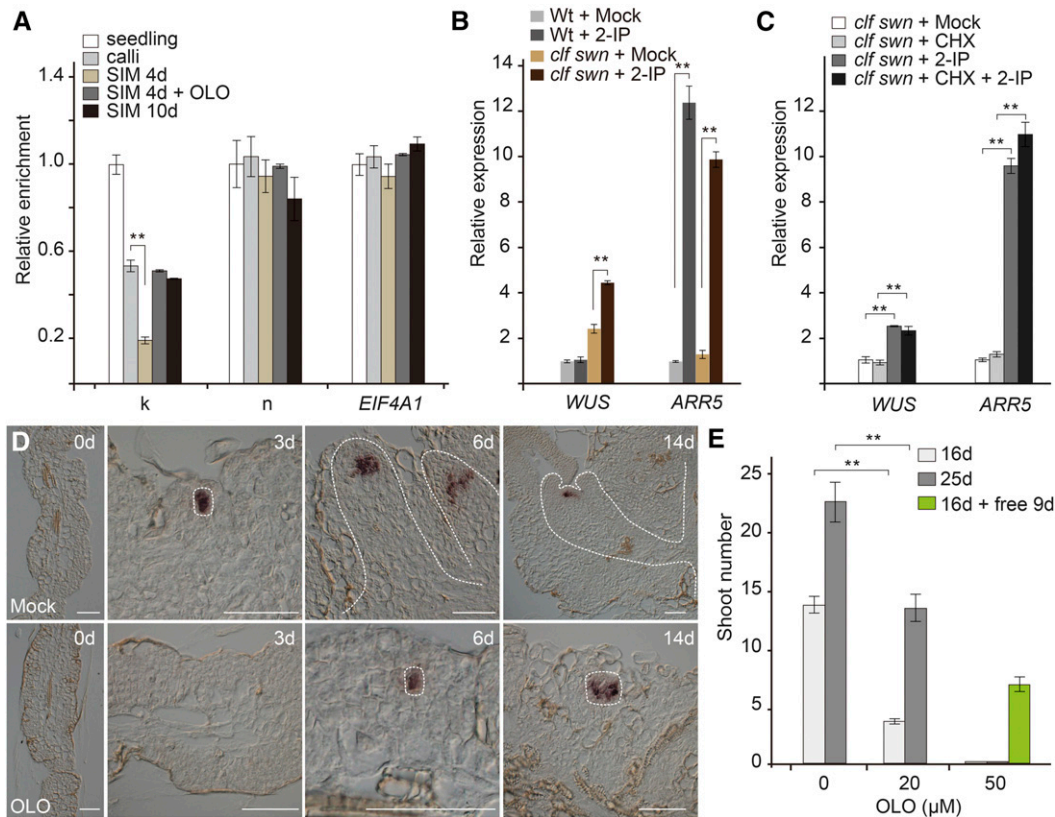 A
seedling
calli
SIM 4d
SIM 4d + OLO
SIM 10d
Relative enrichment
1.4
1.0
0.6
0.2
**
k
n
EIF4A1
B
Wt + Mock
Wt + 2-IP
clf swn + Mock
clf swn + 2-IP
Relative expression
14
12
10
8
6
4
2
**
**
**
WUS
ARR5
C
clf swn + Mock
clf swn + CHX
clf swn + 2-IP
clf swn + CHX + 2-IP
Relative expression
12
10
8
6
4
2
**
**
**
**
WUS
ARR5
D
0d
3d
6d
14d
Mock
0d
3d
6d
14d
OLO
E
16d
25d
16d + free 9d
Shoot number
25
20
15
10
5
0
**
**
0
20
50
OLO (µM)